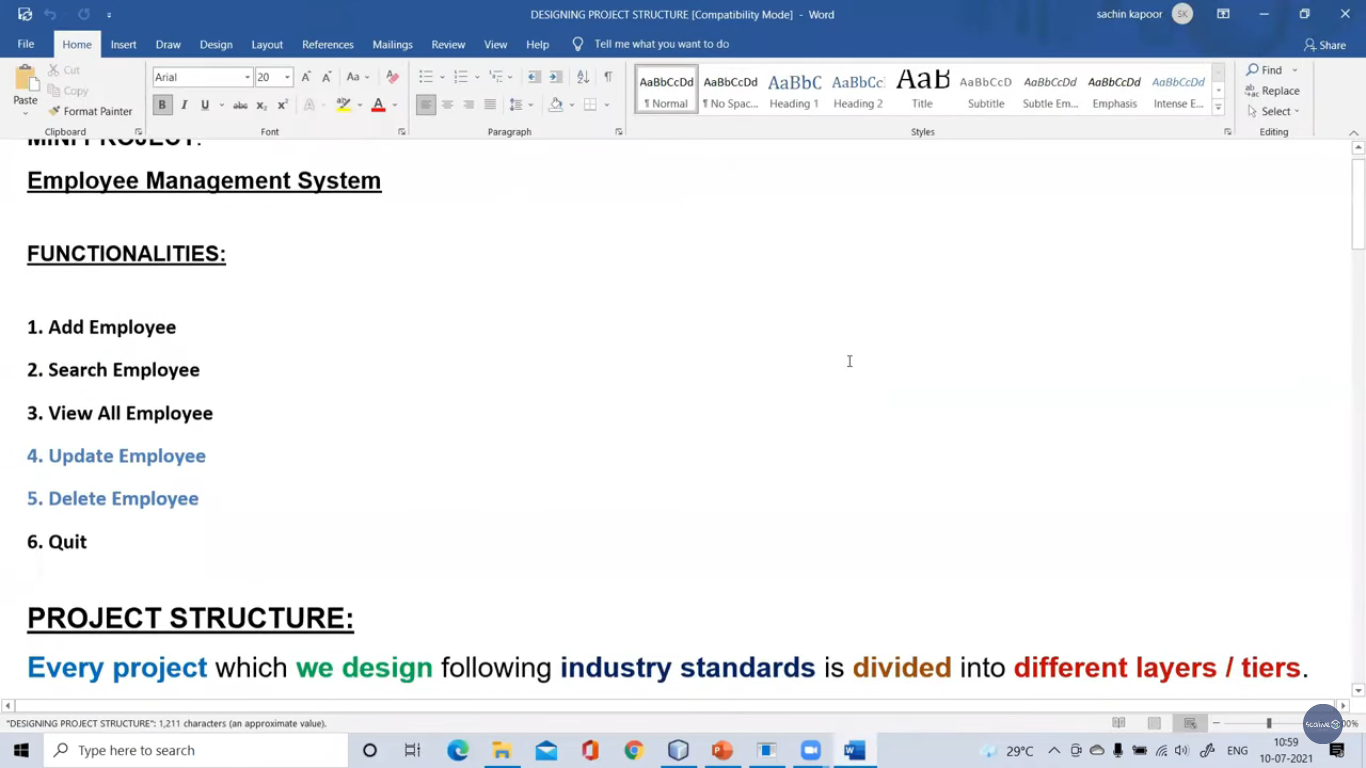 DESIGNING PROJECT STRUCTURE [Compatibility Mode] - Word
sachin kapoor
SK
File Home Insert Draw Design Layout References Mailings Review View Help Tell me what you want to do
Share
Paste
Cut
Copy
Format Painter
Clipboard
Arial 20
Font
Paragraph
AaBbCcDd AaBbCcDd AaBbC AaBbCc AaB AaBbCcD AaBbCcDd AaBbCcDd AaBbCcDd
¶ Normal ¶ No Spac... Heading 1 Heading 2 Title Subtitle Subtle Em... Emphasis Intense E...
Styles
Find
Replace
Select
Editing
MINI PROJECT:
Employee Management System
FUNCTIONALITIES:
1. Add Employee
2. Search Employee
3. View All Employee
4. Update Employee
5. Delete Employee
6. Quit
PROJECT STRUCTURE:
Every project which we design following industry standards is divided into different layers / tiers.
"DESIGNING PROJECT STRUCTURE": 1,211 characters (an approximate value).
Type here to search
29°C
ENG
10:59
10-07-2021